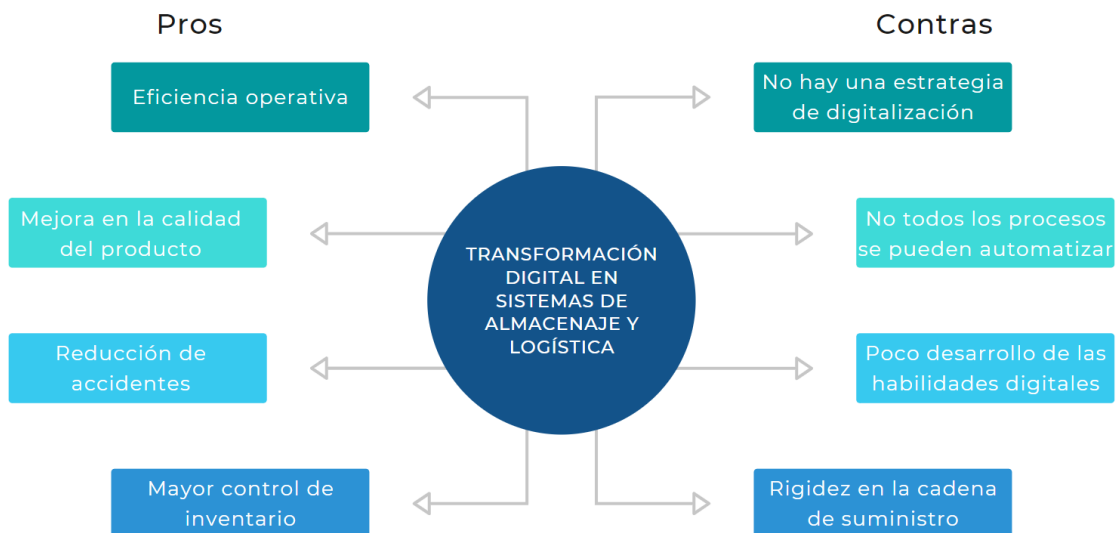 Pros
Contras
Eficiencia operativa
No hay una estrategia
de digitalización
Mejora en la calidad
del producto
No todos los procesos
se pueden automatizar
TRANSFORMACIÓN
DIGITAL EN
SISTEMAS DE
ALMACENAJE Y
LOGÍSTICA
Reducción de
accidentes
Poco desarrollo de las
habilidades digitales
Mayor control de
inventario
Rigidez en la cadena
de suministro